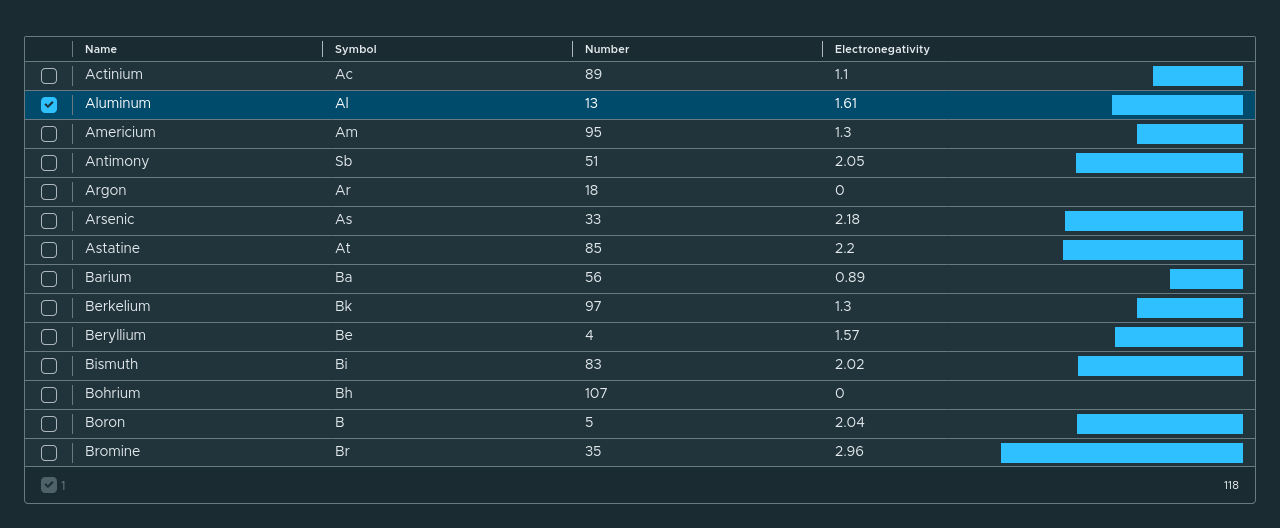 Name Symbol Number Electronegativity
Actinium Ac 89 1.1
Aluminum Al 13 1.61
Americium Am 95 1.3
Antimony Sb 51 2.05
Argon Ar 18 0
Arsenic As 33 2.18
Astatine At 85 2.2
Barium Ba 56 0.89
Berkelium Bk 97 1.3
Beryllium Be 4 1.57
Bismuth Bi 83 2.02
Bohrium Bh 107 0
Boron B 5 2.04
Bromine Br 35 2.96
1 118